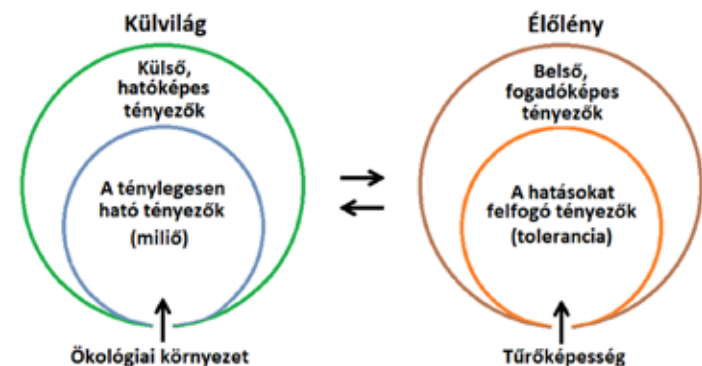 Külvilág
Külső,
hatóképes
tényezők
A ténylegesen
ható tényezők
(miliő)
Ökológiai környezet
Élőlény
Belső,
fogadóképes
tényezők
A hatásokat
felfogó tényezők
(tolerancia)
Tűrőképesség